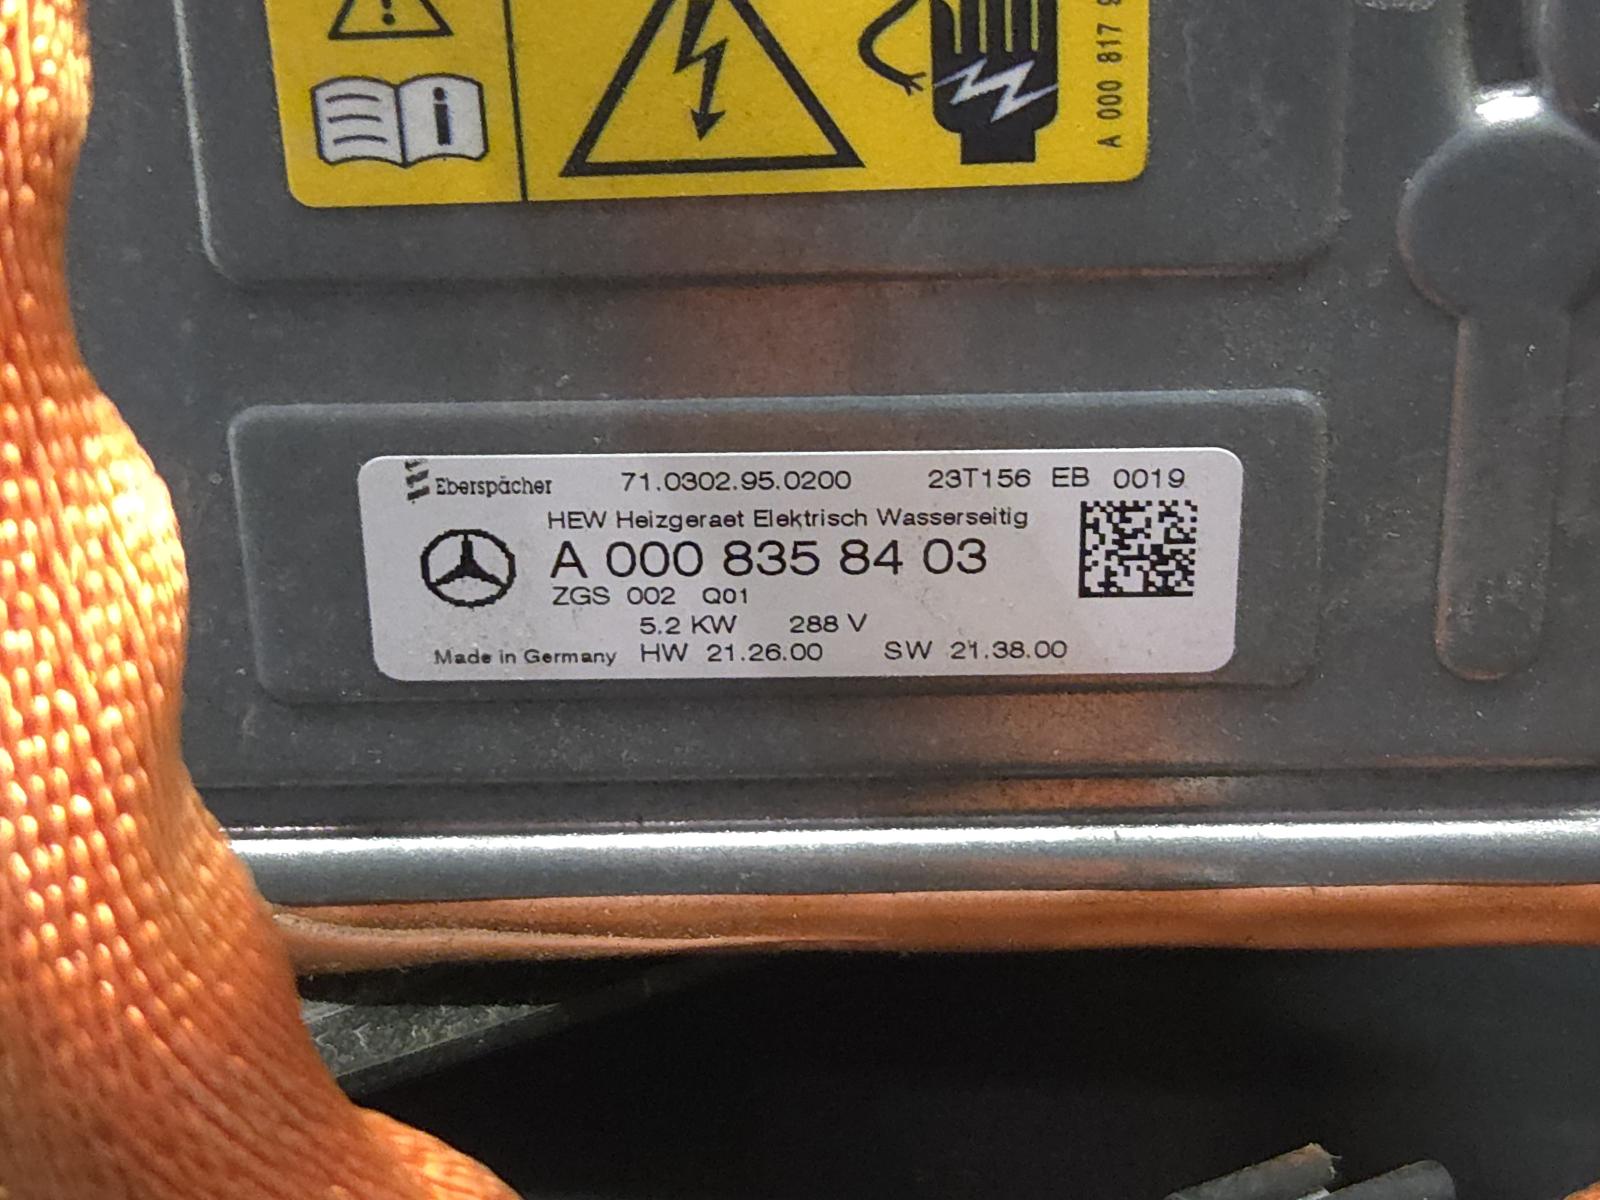 A 000 817
Eberspächer 71.0302.95.0200 23T156 EB 0019
HEW Heizgeraet Elektrisch Wasserseitig
A 000 835 84 03
ZGS 002 Q01
5.2 KW 288 V
Made in Germany HW 21.26.00 SW 21.38.00